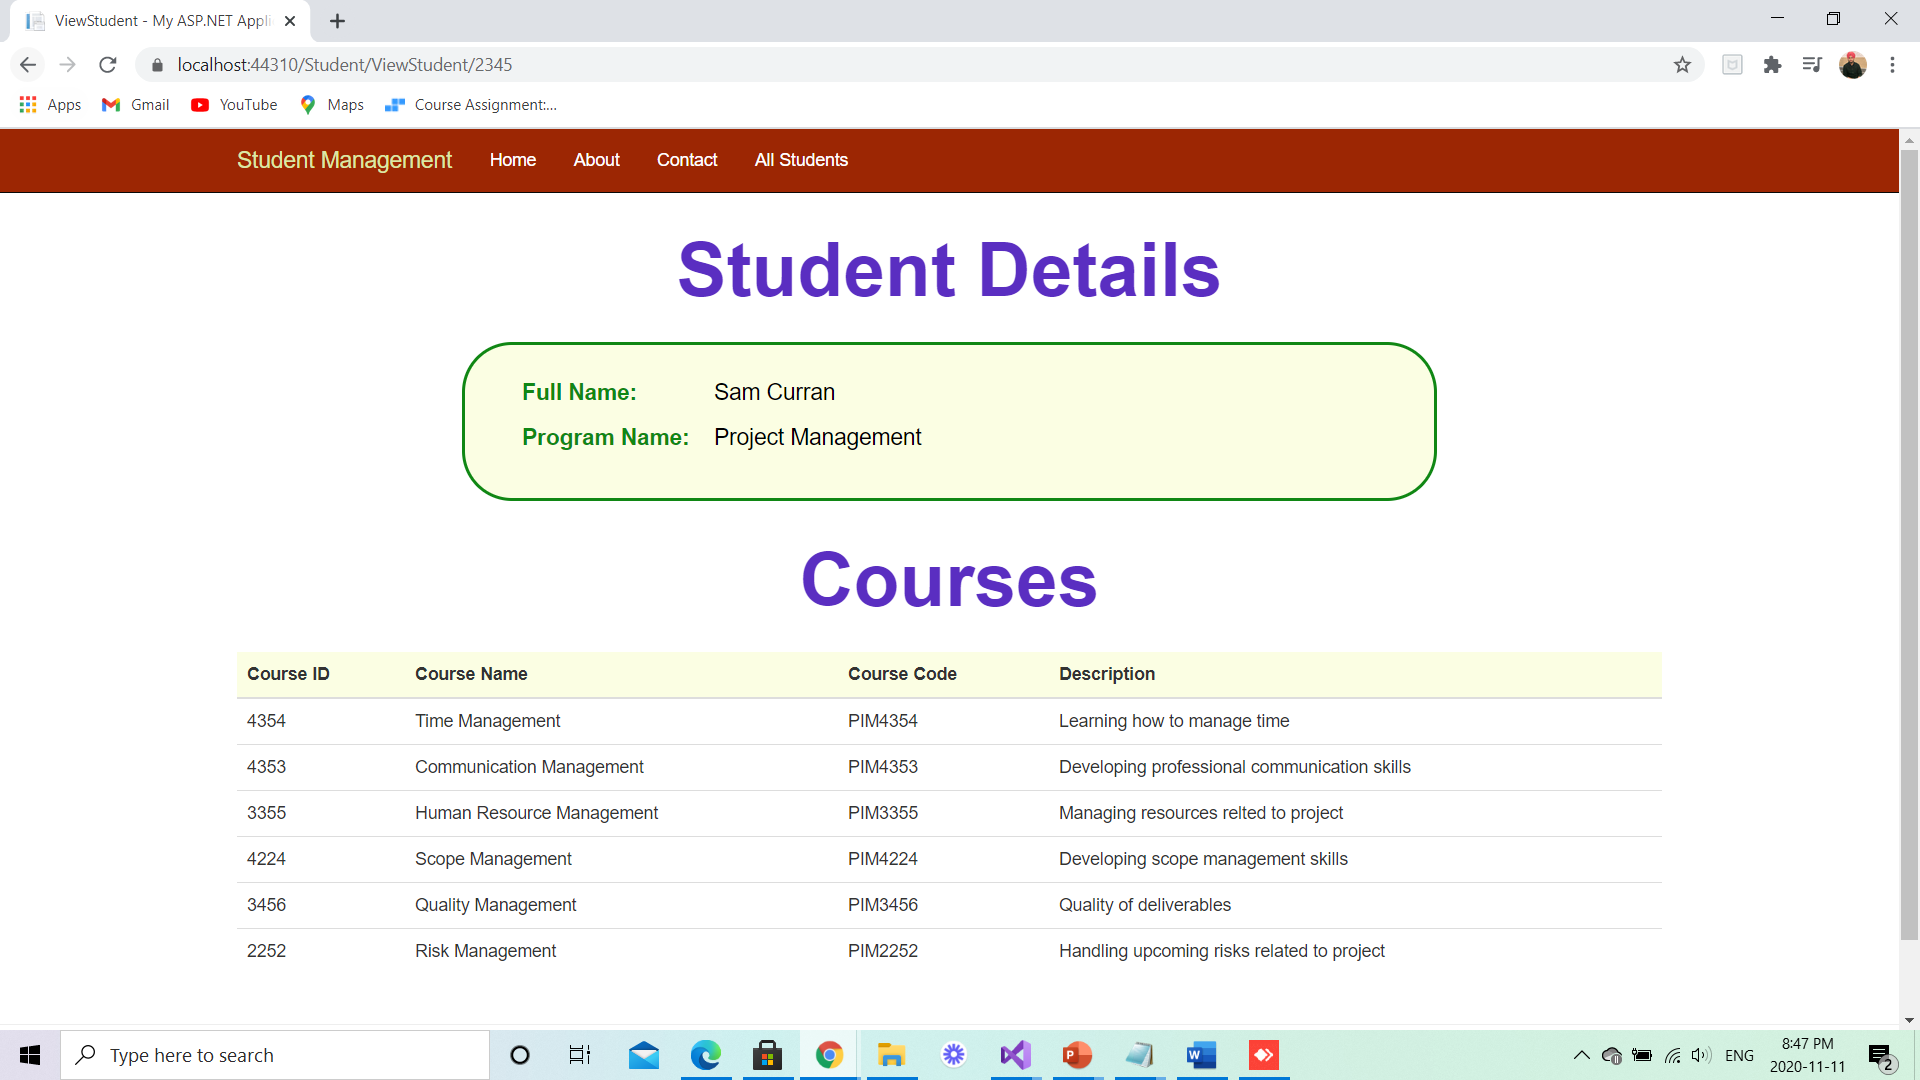 ViewStudent - My ASP.NET Appli
localhost:44310/Student/ViewStudent/2345
Apps Gmail YouTube Maps Course Assignment:...
Student Management Home About Contact All Students
Student Details
Full Name: Sam Curran
Program Name: Project Management
Courses
Course ID Course Name Course Code Description
4354 Time Management PIM4354 Learning how to manage time
4353 Communication Management PIM4353 Developing professional communication skills
3355 Human Resource Management PIM3355 Managing resources relted to project
4224 Scope Management PIM4224 Developing scope management skills
3456 Quality Management PIM3456 Quality of deliverables
2252 Risk Management PIM2252 Handling upcoming risks related to project
Type here to search
P
W
ENG
8:47 PM
2020-11-11
2